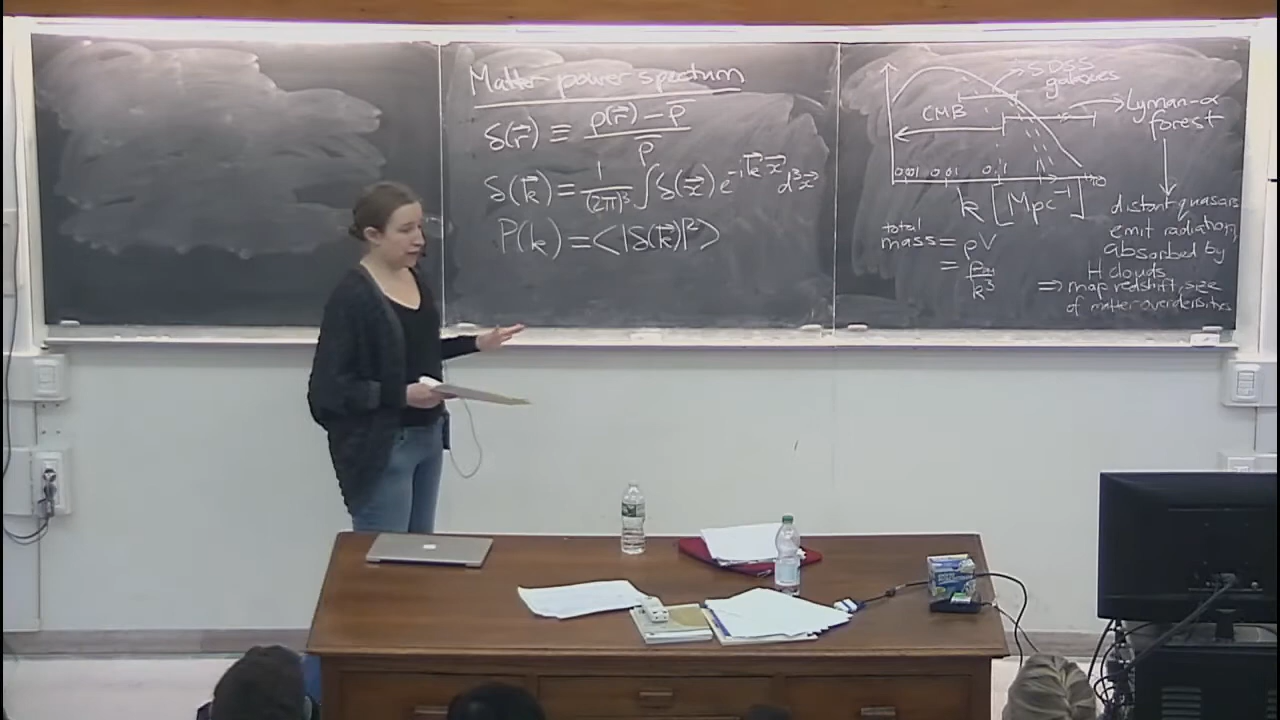 Matter power spectrum
δ(r⃗) ≡ (ρ(r⃗) - ρ̄) / ρ̄
δ(k⃗) = 1/(2π)³ ∫ δ(x⃗) e^{-ik⃗·x⃗} d³x⃗
P(k) = <|δ(k⃗)|²>
SDSS
galaxies
CMB
Lyman-α
forest
0.001 0.01 0.1 1 10
k [Mpc⁻¹]
total
mass = ρV
= ρ_DM / k³
distant quasars
emit radiation,
absorbed by
H clouds
⇒ map redshift, size
of matter overdensities